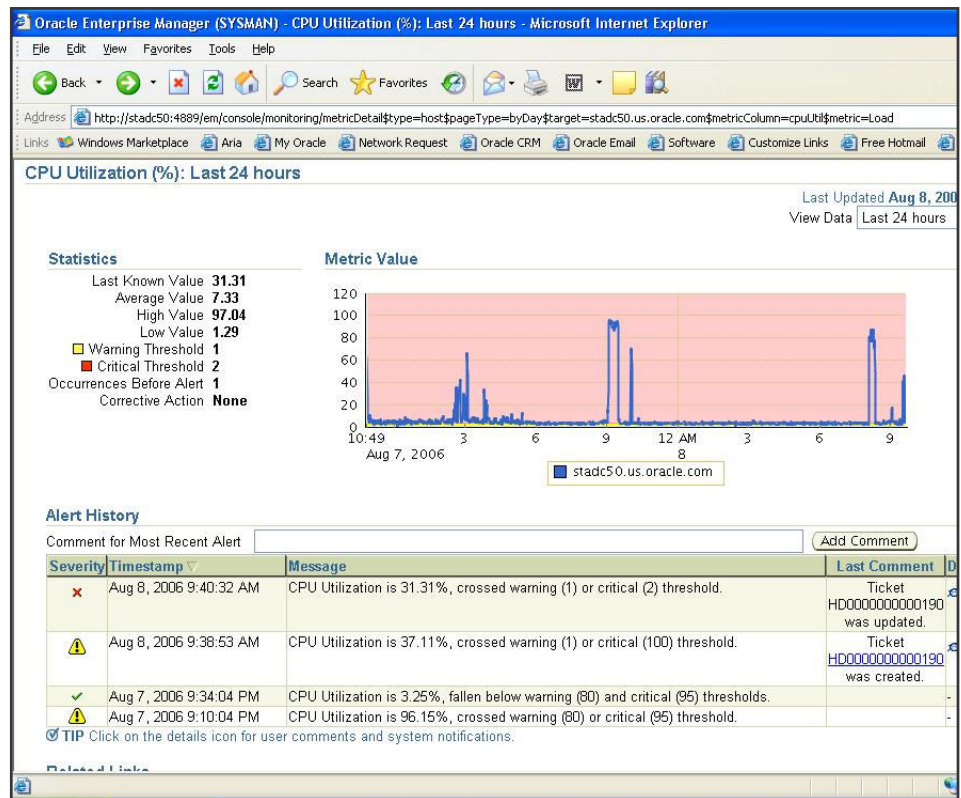 Oracle Enterprise Manager (SYSMAN) - CPU Utilization (%): Last 24 hours - Microsoft Internet Explorer
File Edit View Favorites Tools Help
Back Search Favorites
Address http://stadc50:4889/em/console/monitoring/metricDetail$type=host$pageType=byDay$target=stadc50.us.oracle.com$metricColumn=cpuUtil$metric=Load
Links Windows Marketplace Aria My Oracle Network Request Oracle CRM Oracle Email Software Customize Links Free Hotmail
CPU Utilization (%): Last 24 hours
Last Updated Aug 8, 200
View Data Last 24 hours
Statistics
Last Known Value 31.31
Average Value 7.33
High Value 97.04
Low Value 1.29
Warning Threshold 1
Critical Threshold 2
Occurrences Before Alert 1
Corrective Action None
Metric Value
120
100
80
60
40
20
0
10:49 3 6 9 12 AM 3 6 9
Aug 7, 2006 8
stadc50.us.oracle.com
Alert History
Comment for Most Recent Alert Add Comment
Severity Timestamp Message Last Comment D
Aug 8, 2006 9:40:32 AM CPU Utilization is 31.31%, crossed warning (1) or critical (2) threshold. Ticket
HD0000000000190
was updated.
Aug 8, 2006 9:38:53 AM CPU Utilization is 37.11%, crossed warning (1) or critical (100) threshold. Ticket
HD0000000000190
was created.
Aug 7, 2006 9:34:04 PM CPU Utilization is 3.25%, fallen below warning (80) and critical (95) thresholds. -
Aug 7, 2006 9:10:04 PM CPU Utilization is 96.15%, crossed warning (80) or critical (95) threshold. -
TIP Click on the details icon for user comments and system notifications.
Related Links